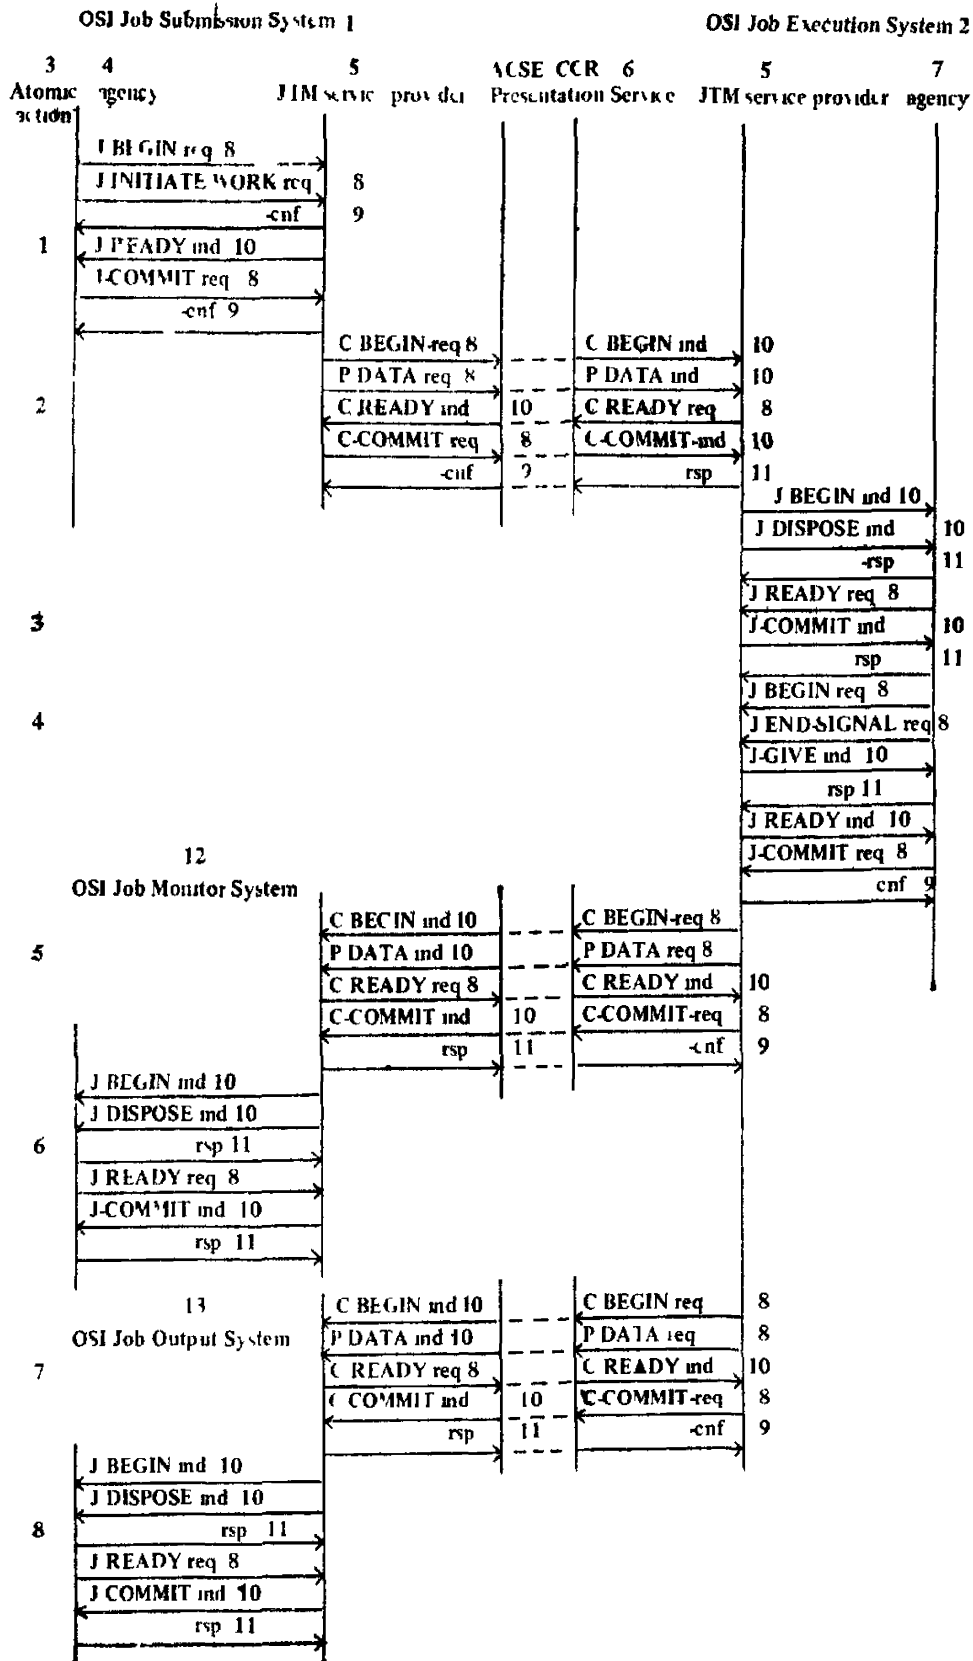 OSI Job Submission System 1 OSI Job Execution System 2
3 4 5 ACSE CCR 6 5 7
Atomic agency JTM service provider Presentation Service JTM service provider agency
action
J BEGIN req 8
J INITIATE WORK req 8
-cnf 9
1 J READY ind 10
J-COMMIT req 8
-cnf 9
C BEGIN-req 8 C BEGIN ind 10
P DATA req 8 P DATA ind 10
2 C READY ind 10 C READY req 8
C-COMMIT req 8 C-COMMIT-ind 10
-cnf 9 rsp 11
J BEGIN ind 10
J DISPOSE ind 10
-rsp 11
J READY req 8
3 J-COMMIT ind 10
rsp 11
J BEGIN req 8
4 J END-SIGNAL req 8
J-GIVE ind 10
rsp 11
J READY ind 10
12 J-COMMIT req 8
OSI Job Monitor System cnf 9
C BEGIN ind 10 C BEGIN-req 8
5 P DATA ind 10 P DATA req 8
C READY req 8 C READY ind 10
C-COMMIT ind 10 C-COMMIT-req 8
rsp 11 -cnf 9
J BEGIN ind 10
J DISPOSE ind 10
6 rsp 11
J READY req 8
J-COMMIT ind 10
rsp 11
13 C BEGIN ind 10 C BEGIN req 8
OSI Job Output System P DATA ind 10 P DATA req 8
7 C READY req 8 C READY ind 10
C COMMIT ind 10 C-COMMIT-req 8
rsp 11 -cnf 9
J BEGIN ind 10
J DISPOSE ind 10
8 rsp 11
J READY req 8
J COMMIT ind 10
rsp 11